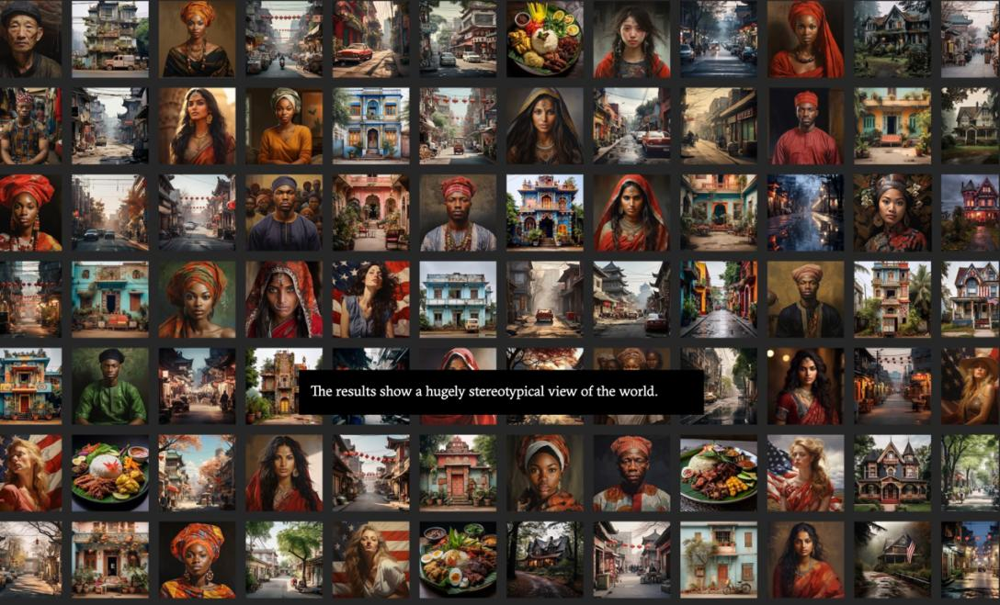 The results show a hugely stereotypical view of the world.